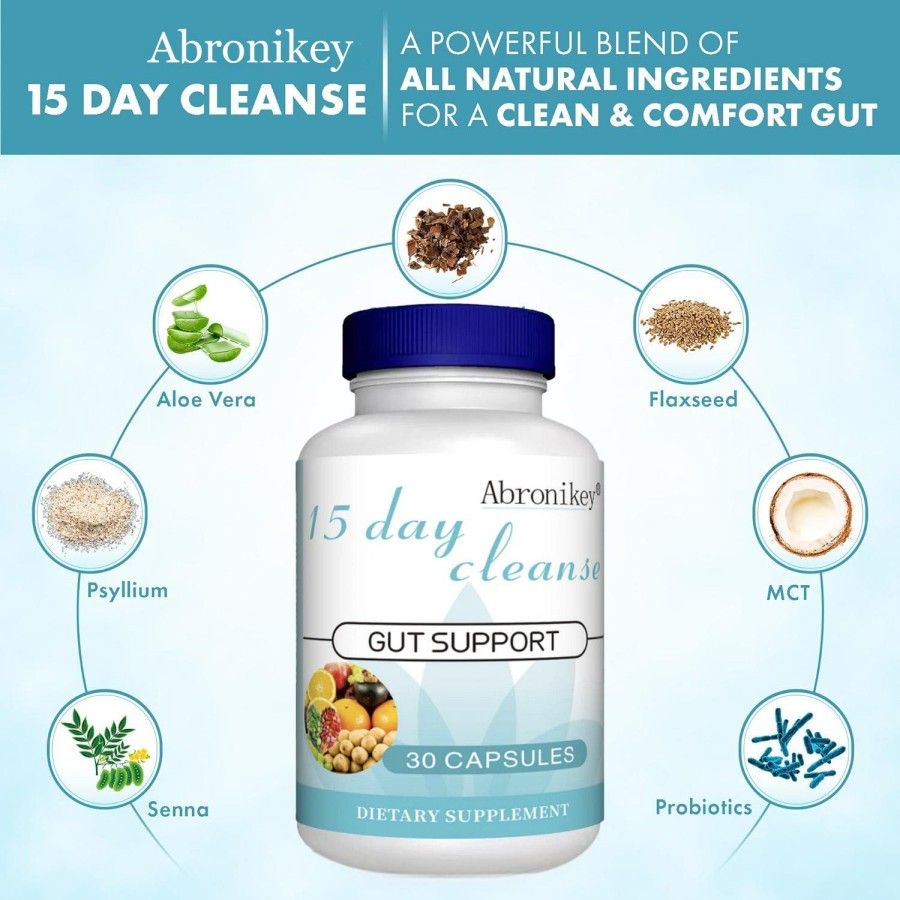 Abronikey
15 DAY CLEANSE
A POWERFUL BLEND OF
ALL NATURAL INGREDIENTS
FOR A CLEAN & COMFORT GUT
Aloe Vera
Flaxseed
Psyllium
MCT
Senna
Probiotics
Abronikey®
15 day
cleanse
GUT SUPPORT
30 CAPSULES
DIETARY SUPPLEMENT